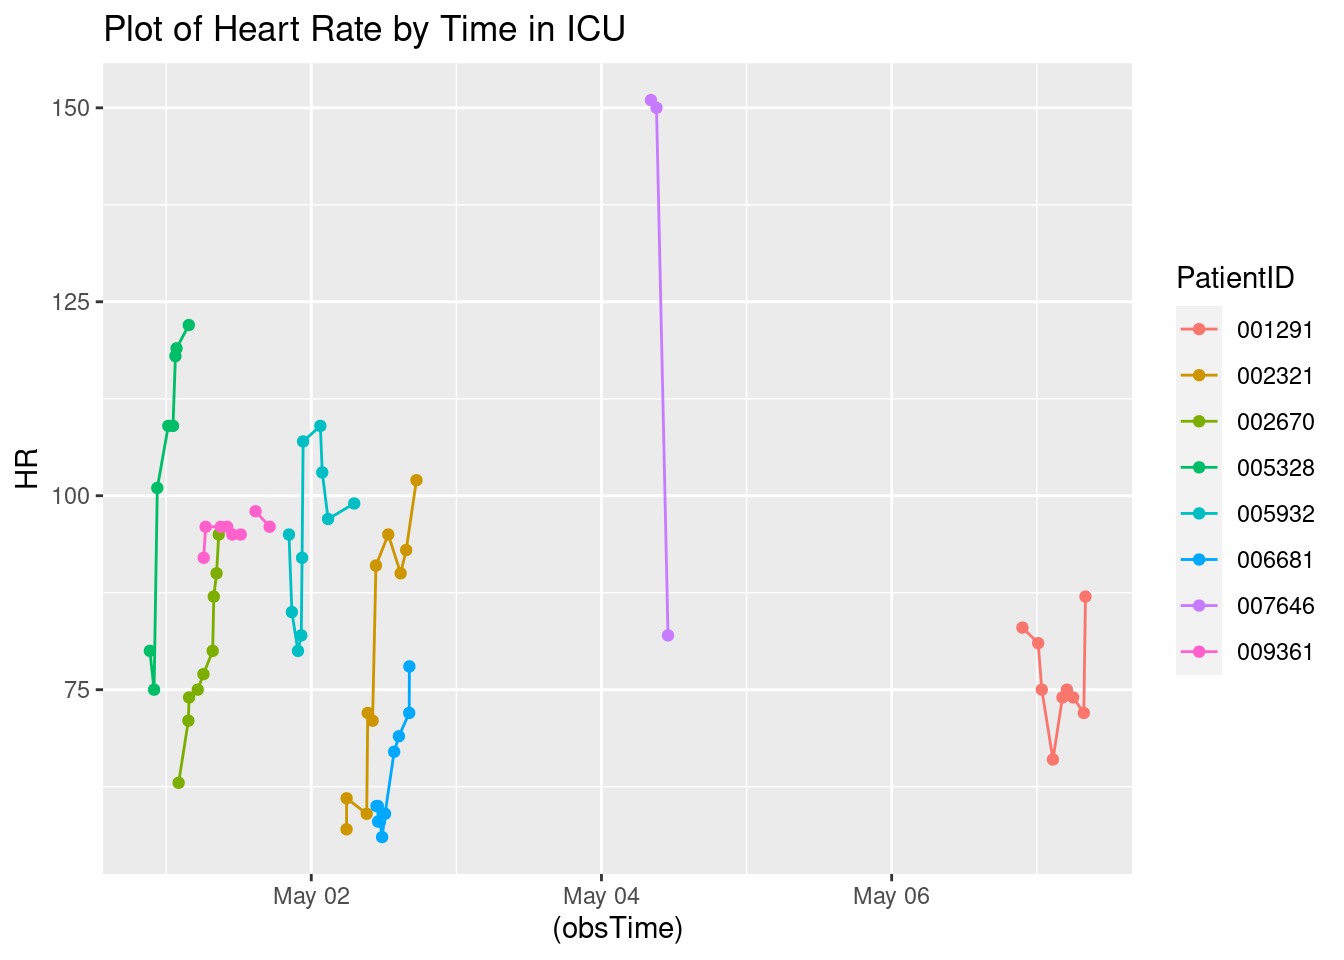 Plot of Heart Rate by Time in ICU
150
125
100
75
HR
May 02
May 04
May 06
(obsTime)
PatientID
001291
002321
002670
005328
005932
006681
007646
009361